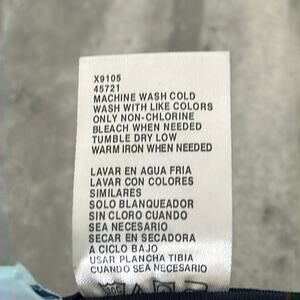 X9105
45721
MACHINE WASH COLD
WASH WITH LIKE COLORS
ONLY NON-CHLORINE
BLEACH WHEN NEEDED
TUMBLE DRY LOW
WARM IRON WHEN NEEDED
LAVAR EN AGUA FRIA
LAVAR CON COLORES
SIMILARES
SOLO BLANQUEADOR
SIN CLORO CUANDO
SEA NECESARIO
SECAR EN SECADORA
A CICLO BAJO
USAR PLANCHA TIBIA
CUANDO SEA NECESARIO